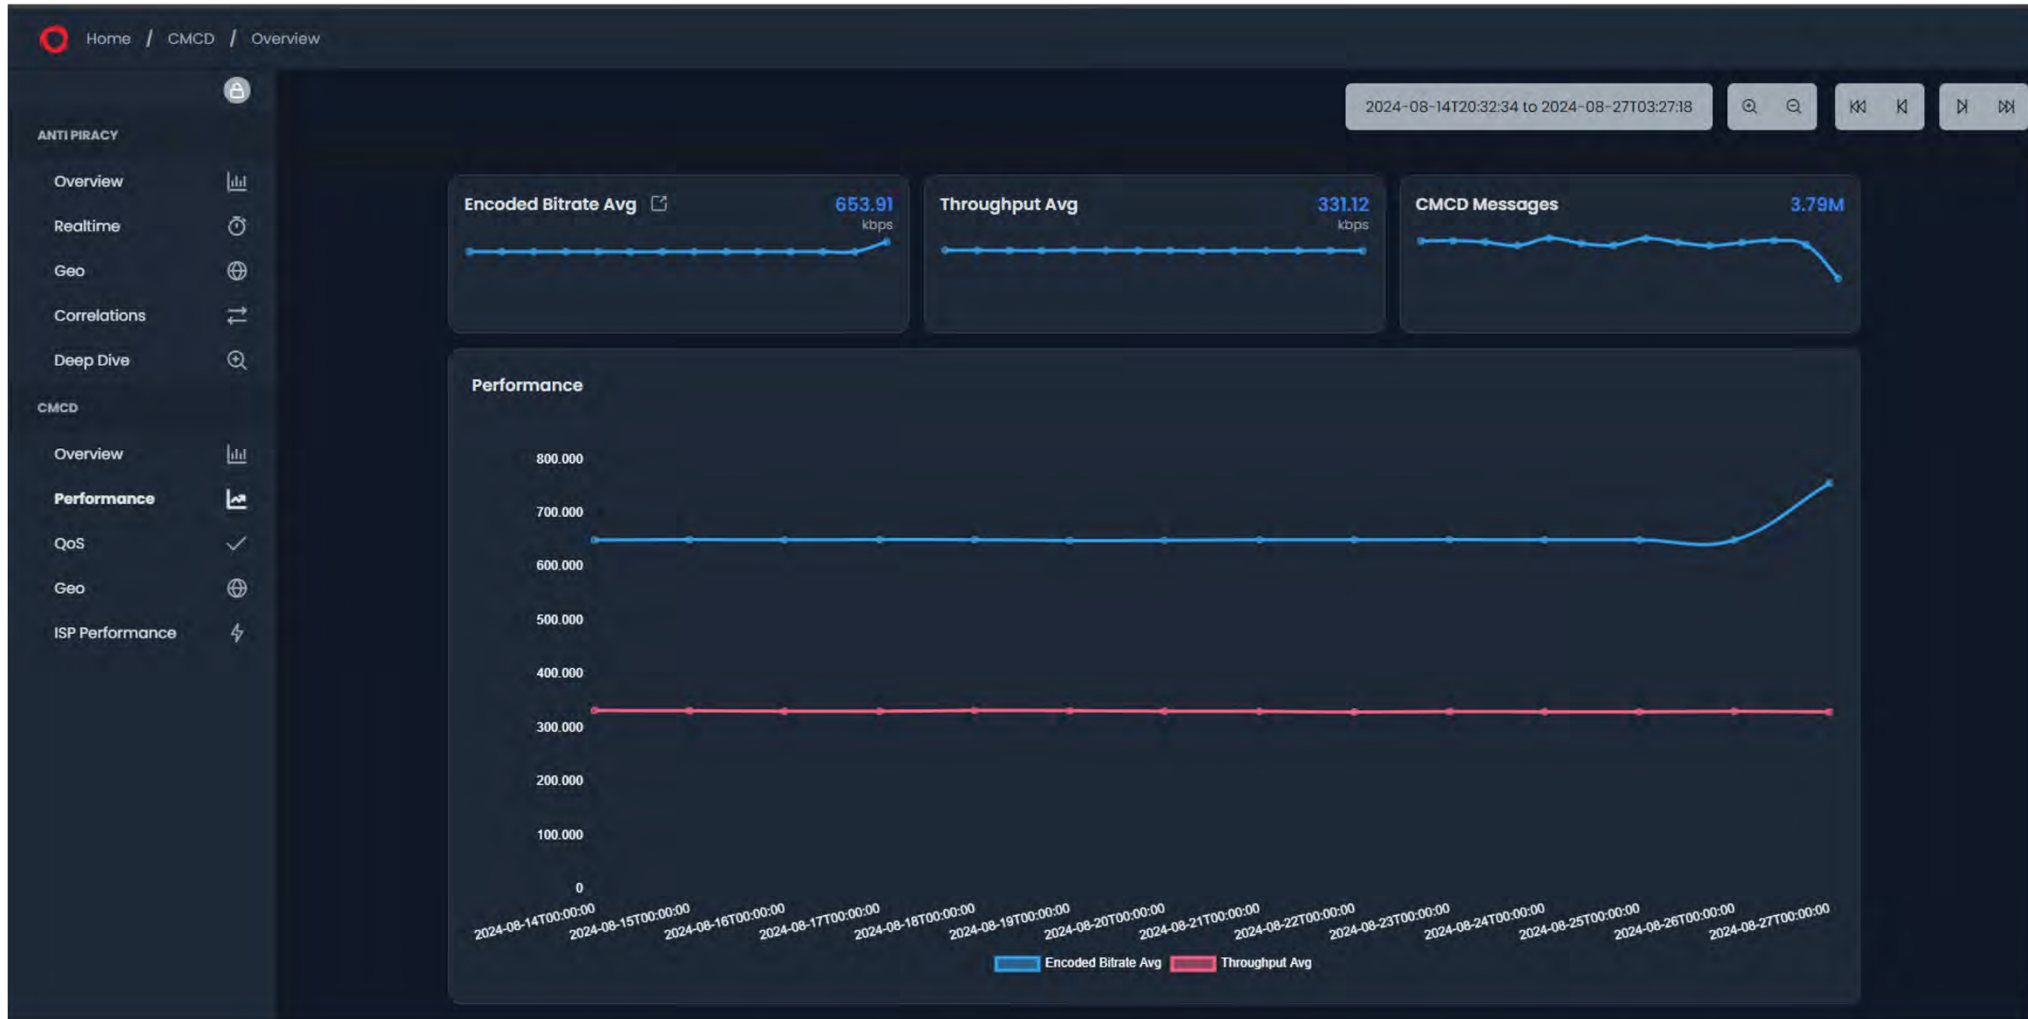 Home / CMCD / Overview
2024-08-14T20:32:34 to 2024-08-27T03:27:18
ANTI PIRACY
Overview
Realtime
Geo
Correlations
Deep Dive
CMCD
Overview
Performance
QoS
Geo
ISP Performance
Encoded Bitrate Avg 653.91
kbps
Throughput Avg 331.12
kbps
CMCD Messages 3.79M
Performance
800.000
700.000
600.000
500.000
400.000
300.000
200.000
100.000
0
2024-08-14T00:00:00
2024-08-15T00:00:00
2024-08-16T00:00:00
2024-08-17T00:00:00
2024-08-18T00:00:00
2024-08-19T00:00:00
2024-08-20T00:00:00
2024-08-21T00:00:00
2024-08-22T00:00:00
2024-08-23T00:00:00
2024-08-24T00:00:00
2024-08-25T00:00:00
2024-08-26T00:00:00
2024-08-27T00:00:00
Encoded Bitrate Avg Throughput Avg